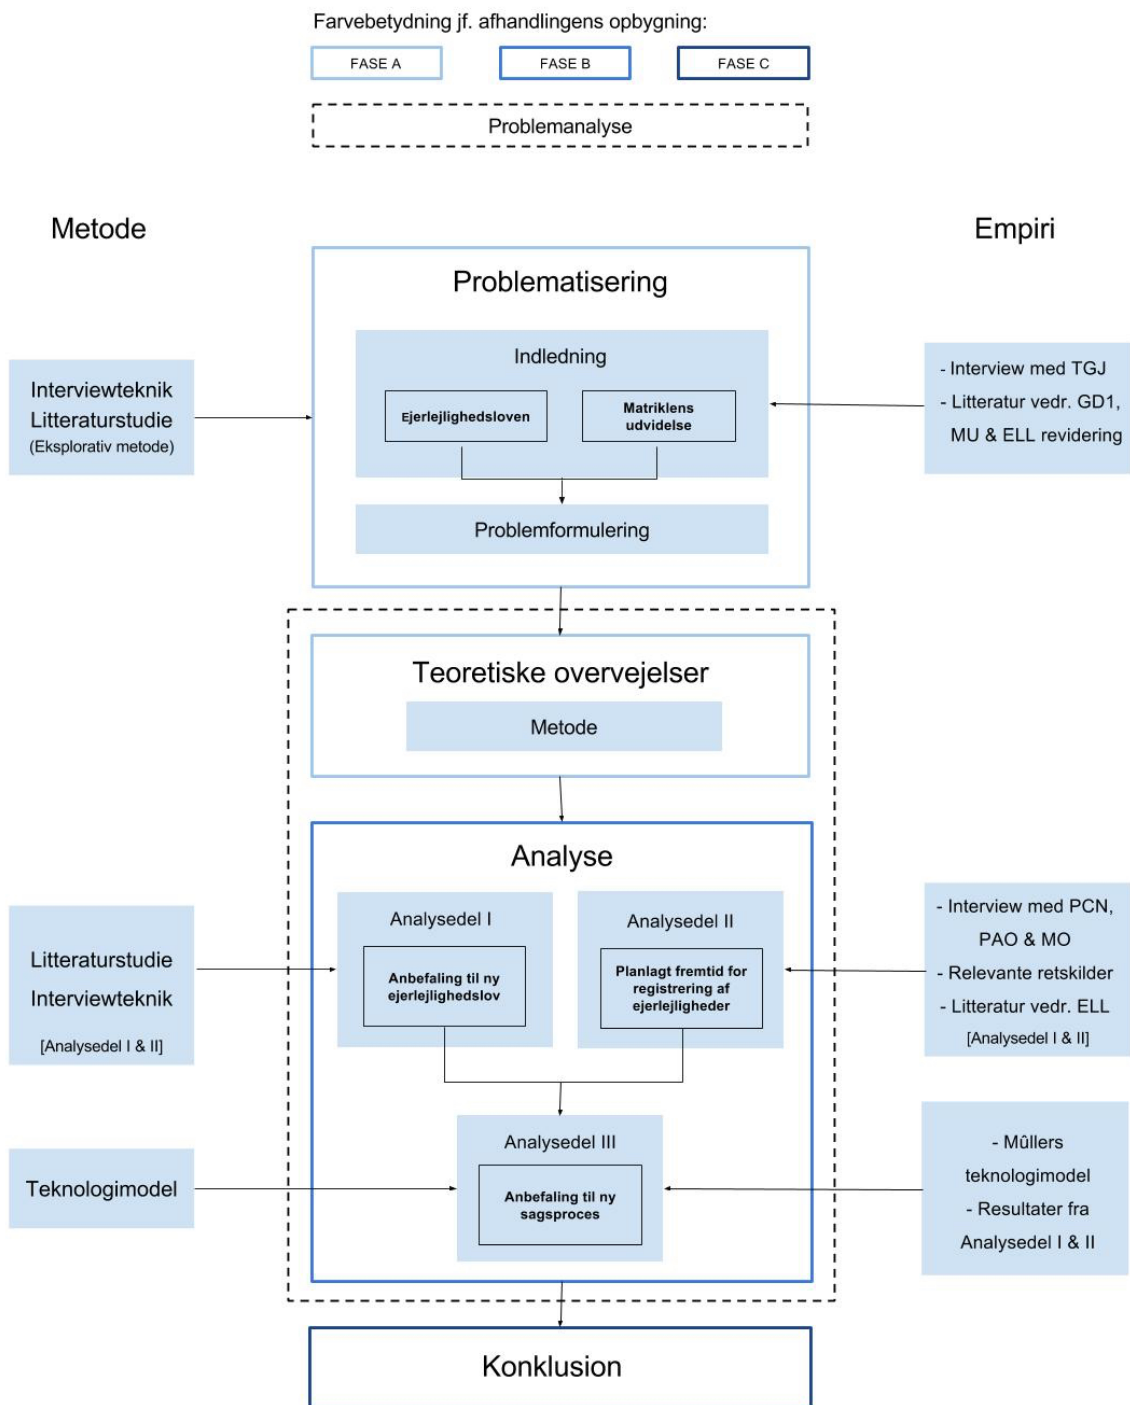 Farvebetydning jf. afhandlingens opbygning:
FASE A
FASE B
FASE C
Problemanalyse
Metode
Empiri
Problematisering
Indledning
Ejerlejlighedsloven
Matriklens
udvidelse
Problemformulering
Interviewteknik
Litteraturstudie
(Eksplorativ metode)
- Interview med TGJ
- Litteratur vedr. GD1,
MU & ELL revidering
Teoretiske overvejelser
Metode
Analyse
Analysedel I
Anbefaling til ny
ejerlejlighedslov
Analysedel II
Planlagt fremtid for
registrering af
ejerlejligheder
Litteraturstudie
Interviewteknik
[Analysedel I & II]
- Interview med PCN,
PAO & MO
- Relevante retskilder
- Litteratur vedr. ELL
[Analysedel I & II]
Analysedel III
Anbefaling til ny
sagsproces
Teknologimodel
- Mûllers
teknologimodel
- Resultater fra
Analysedel I & II
Konklusion